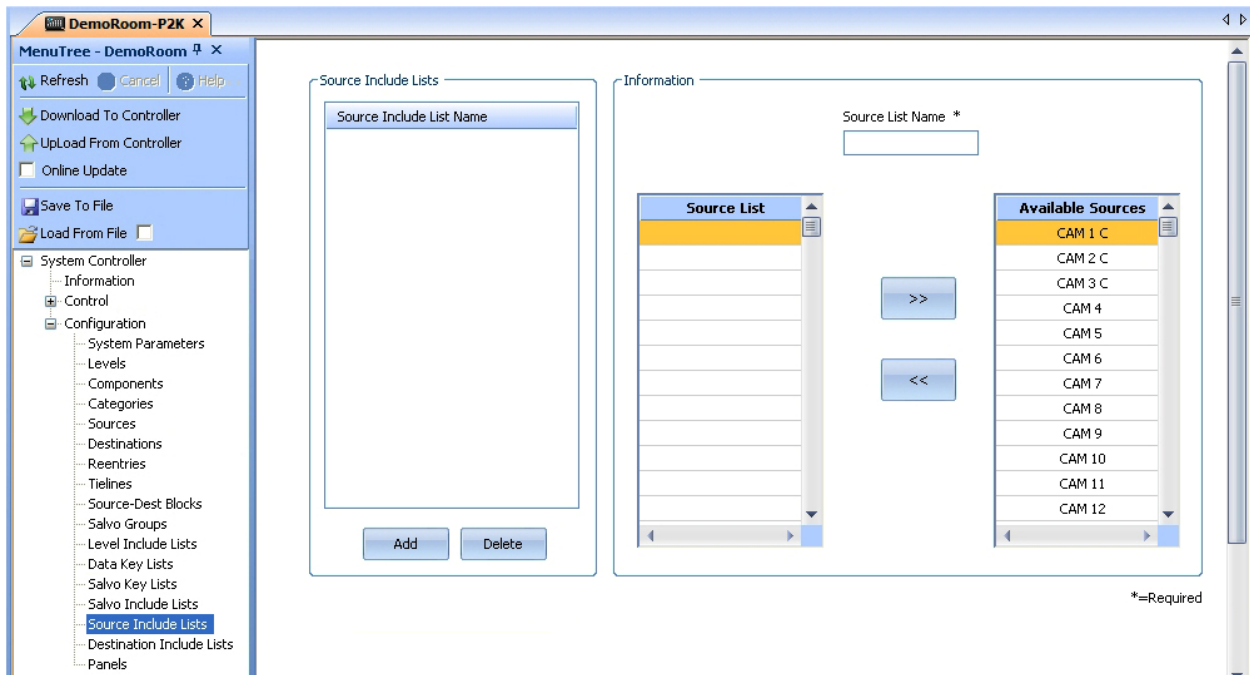 DemoRoom-P2K
MenuTree - DemoRoom
Refresh Cancel Help
Download To Controller
UpLoad From Controller
Online Update
Save To File
Load From File
System Controller
Information
Control
Configuration
System Parameters
Levels
Components
Categories
Sources
Destinations
Reentries
Tielines
Source-Dest Blocks
Salvo Groups
Level Include Lists
Data Key Lists
Salvo Key Lists
Salvo Include Lists
Source Include Lists
Destination Include Lists
Panels
Source Include Lists
Source Include List Name
Add Delete
Information
Source List Name *
Source List
>>
<<
Available Sources
CAM 1 C
CAM 2 C
CAM 3 C
CAM 4
CAM 5
CAM 6
CAM 7
CAM 8
CAM 9
CAM 10
CAM 11
CAM 12
*=Required